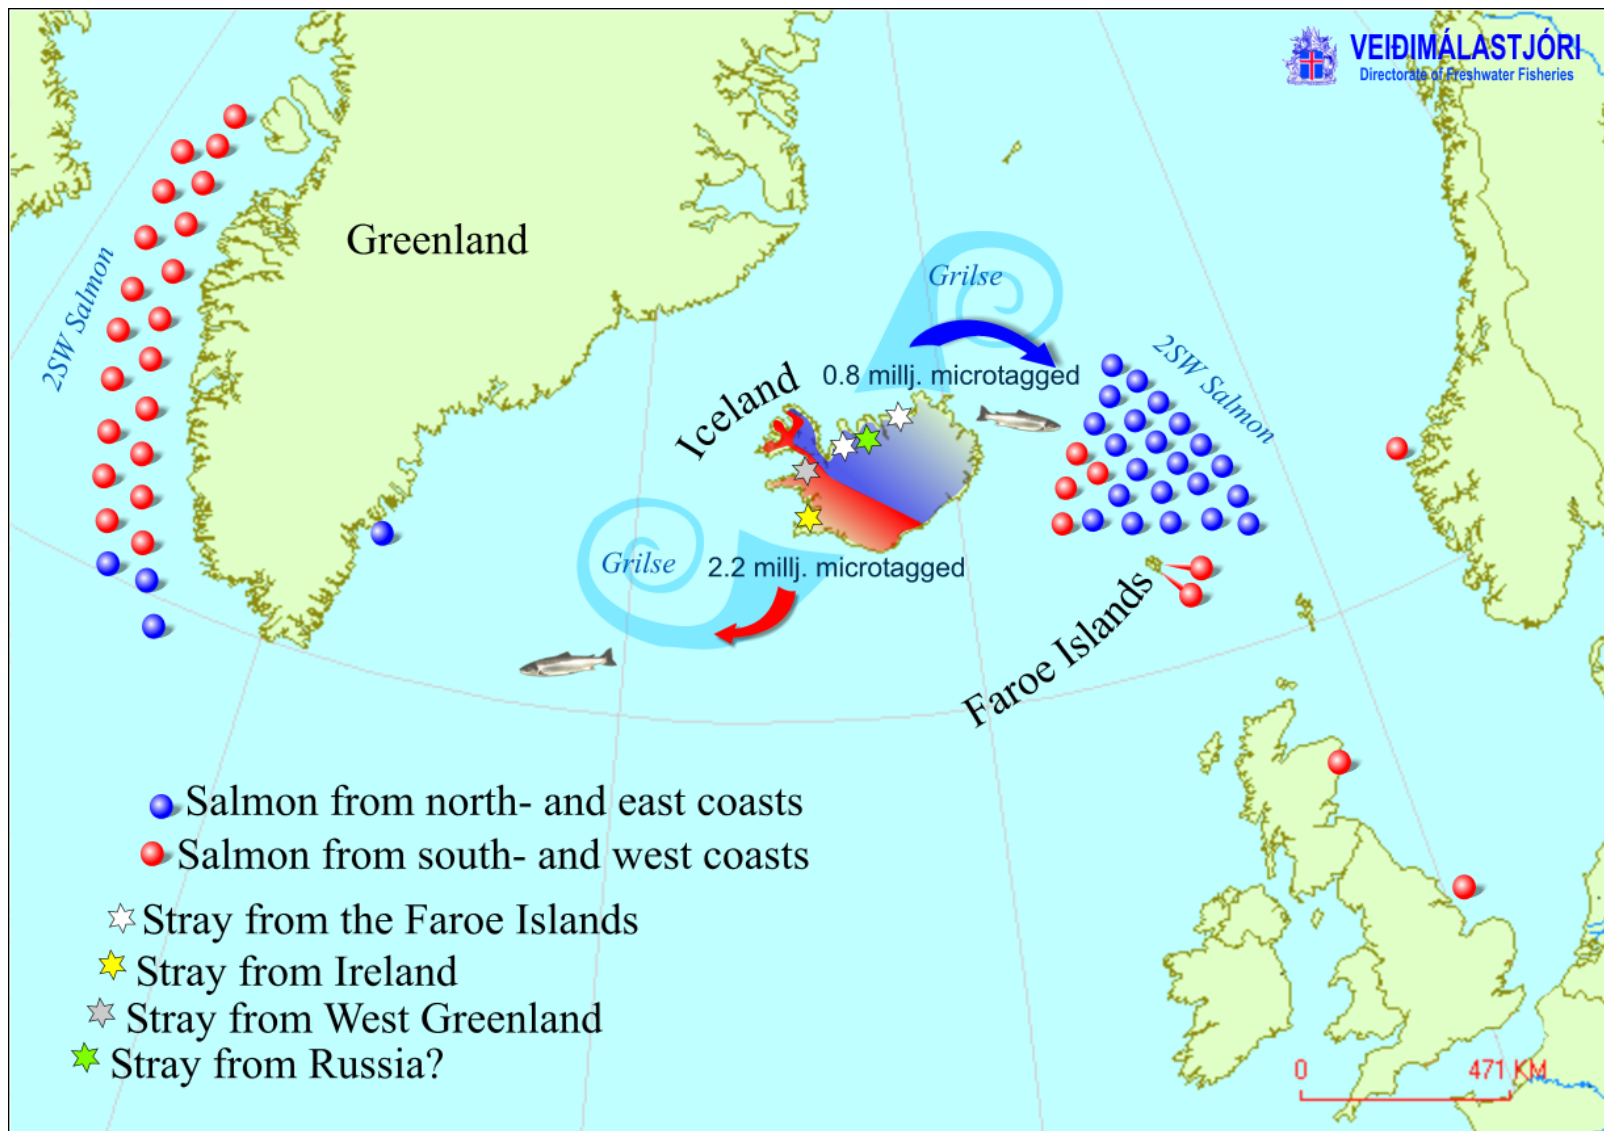 VEIÐIMÁLASTJÓRI
Directorate of Freshwater Fisheries
Greenland
Grilse
2SW Salmon
2SW Salmon
0.8 millj. microtagged
Iceland
Grilse
2.2 millj. microtagged
Faroe Islands
Salmon from north- and east coasts
Salmon from south- and west coasts
Stray from the Faroe Islands
Stray from Ireland
Stray from West Greenland
Stray from Russia?
0 471 KM